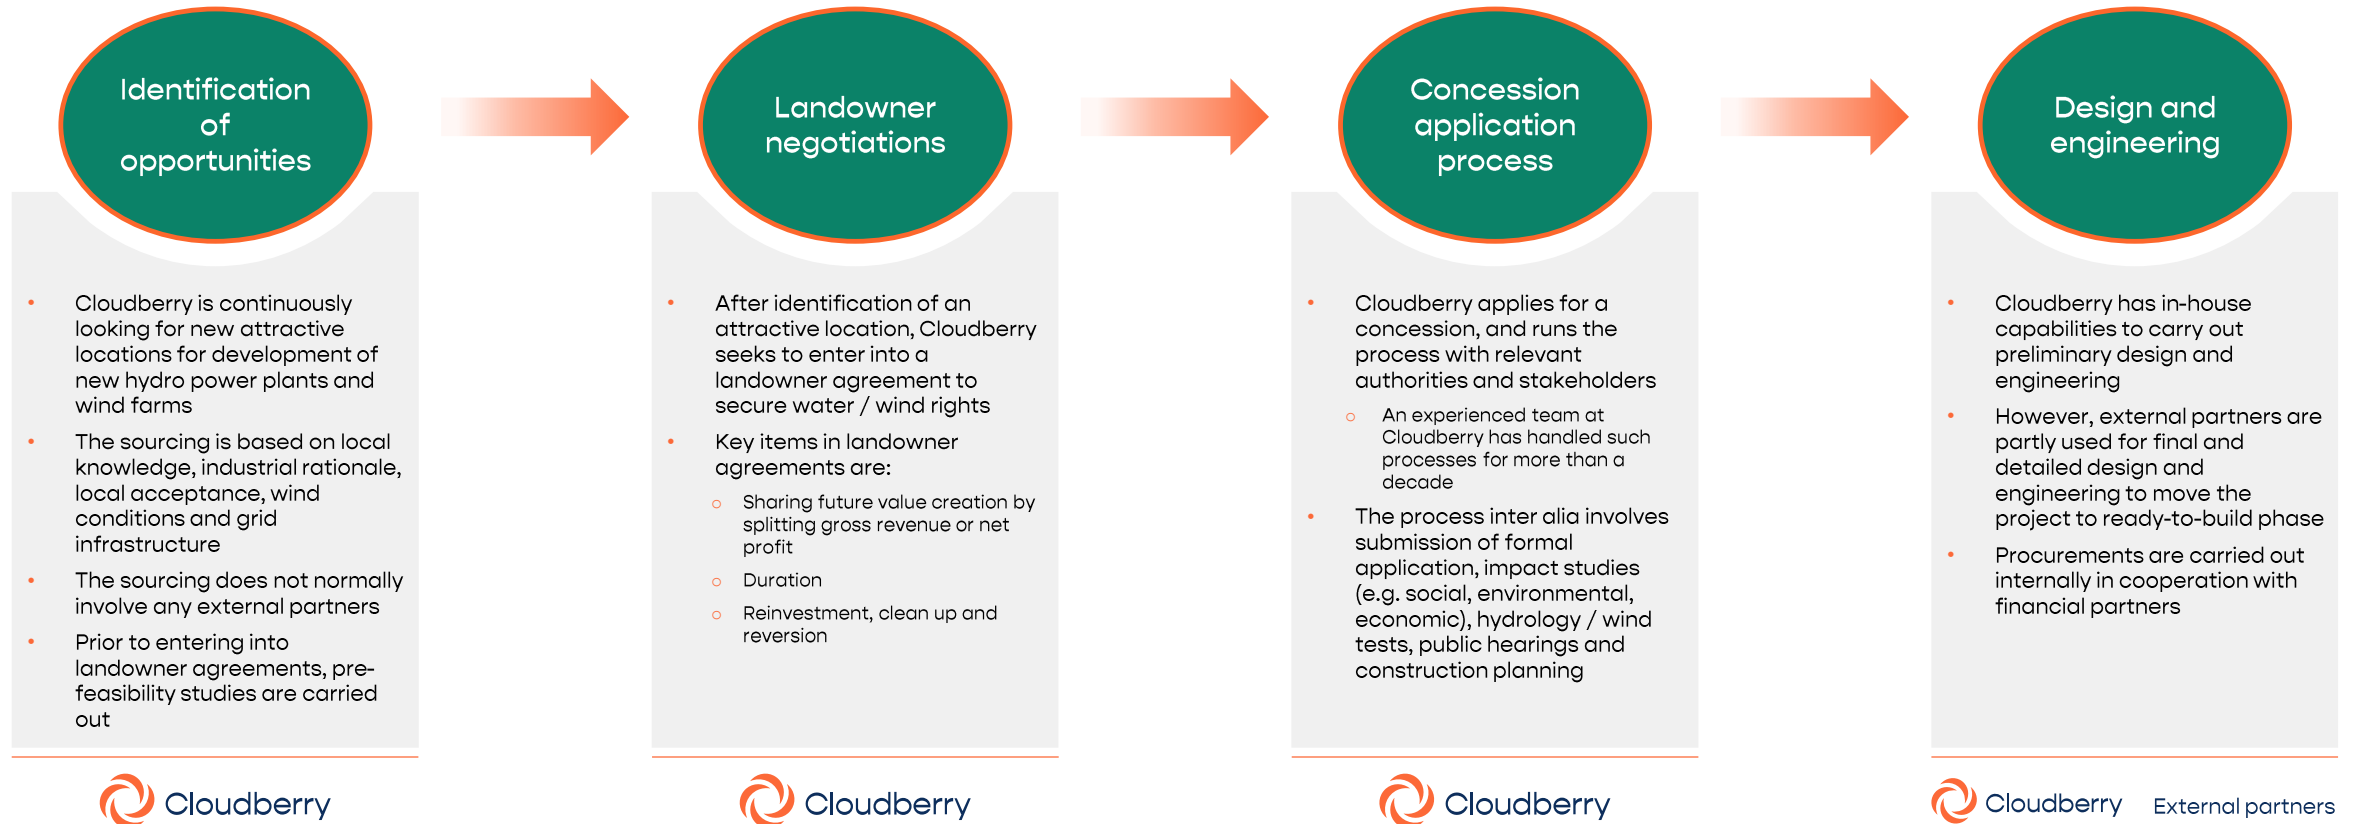 Identification
of
opportunities
• Cloudberry is continuously
looking for new attractive
locations for development of
new hydro power plants and
wind farms
• The sourcing is based on local
knowledge, industrial rationale,
local acceptance, wind
conditions and grid
infrastructure
• The sourcing does not normally
involve any external partners
• Prior to entering into
landowner agreements, pre-
feasibility studies are carried
out
Cloudberry
Landowner
negotiations
• After identification of an
attractive location, Cloudberry
seeks to enter into a
landowner agreement to
secure water / wind rights
• Key items in landowner
agreements are:
o Sharing future value creation by
splitting gross revenue or net
profit
o Duration
o Reinvestment, clean up and
reversion
Cloudberry
Concession
application
process
• Cloudberry applies for a
concession, and runs the
process with relevant
authorities and stakeholders
o An experienced team at
Cloudberry has handled such
processes for more than a
decade
• The process inter alia involves
submission of formal
application, impact studies
(e.g. social, environmental,
economic), hydrology / wind
tests, public hearings and
construction planning
Cloudberry
Design and
engineering
• Cloudberry has in-house
capabilities to carry out
preliminary design and
engineering
• However, external partners are
partly used for final and
detailed design and
engineering to move the
project to ready-to-build phase
• Procurements are carried out
internally in cooperation with
financial partners
Cloudberry External partners